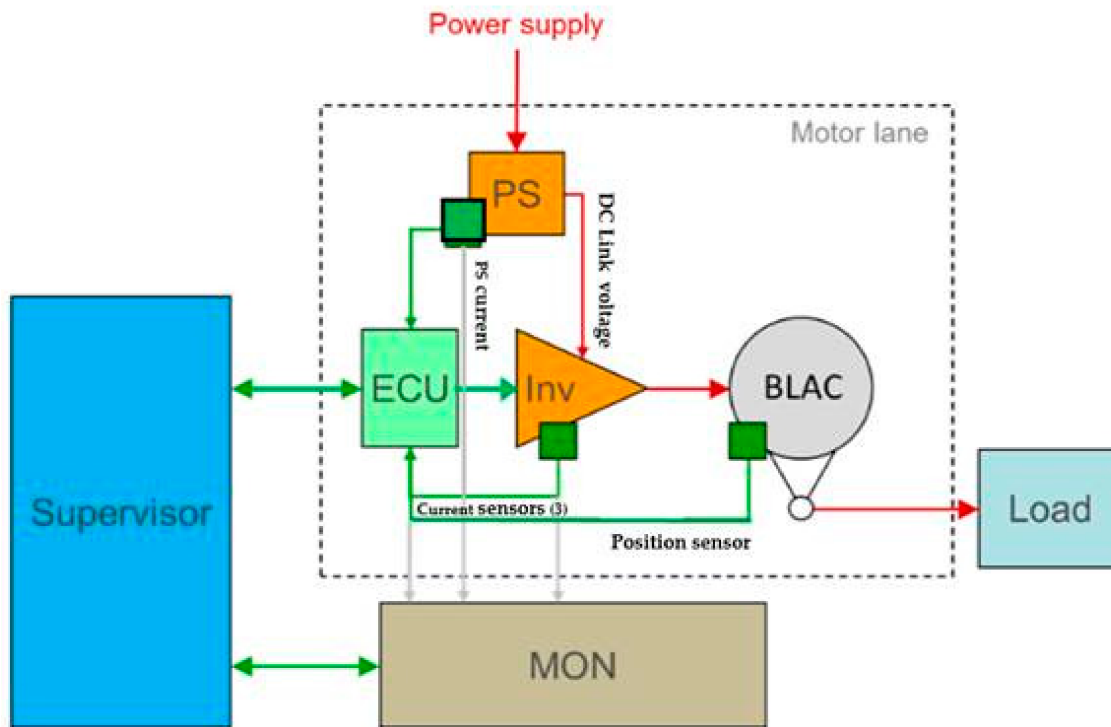 Power supply
Motor lane
PS
DC Link voltage
PS current
ECU
Inv
BLAC
Supervisor
Current sensors (3)
Position sensor
Load
MON